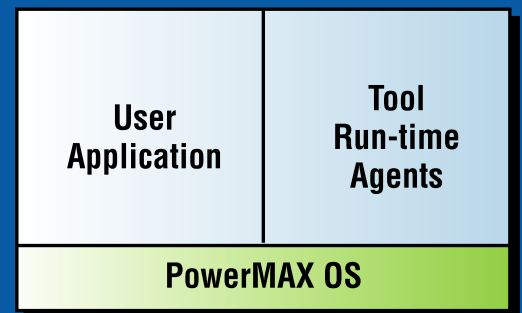 User
Application
Tool
Run-time
Agents
PowerMAX OS